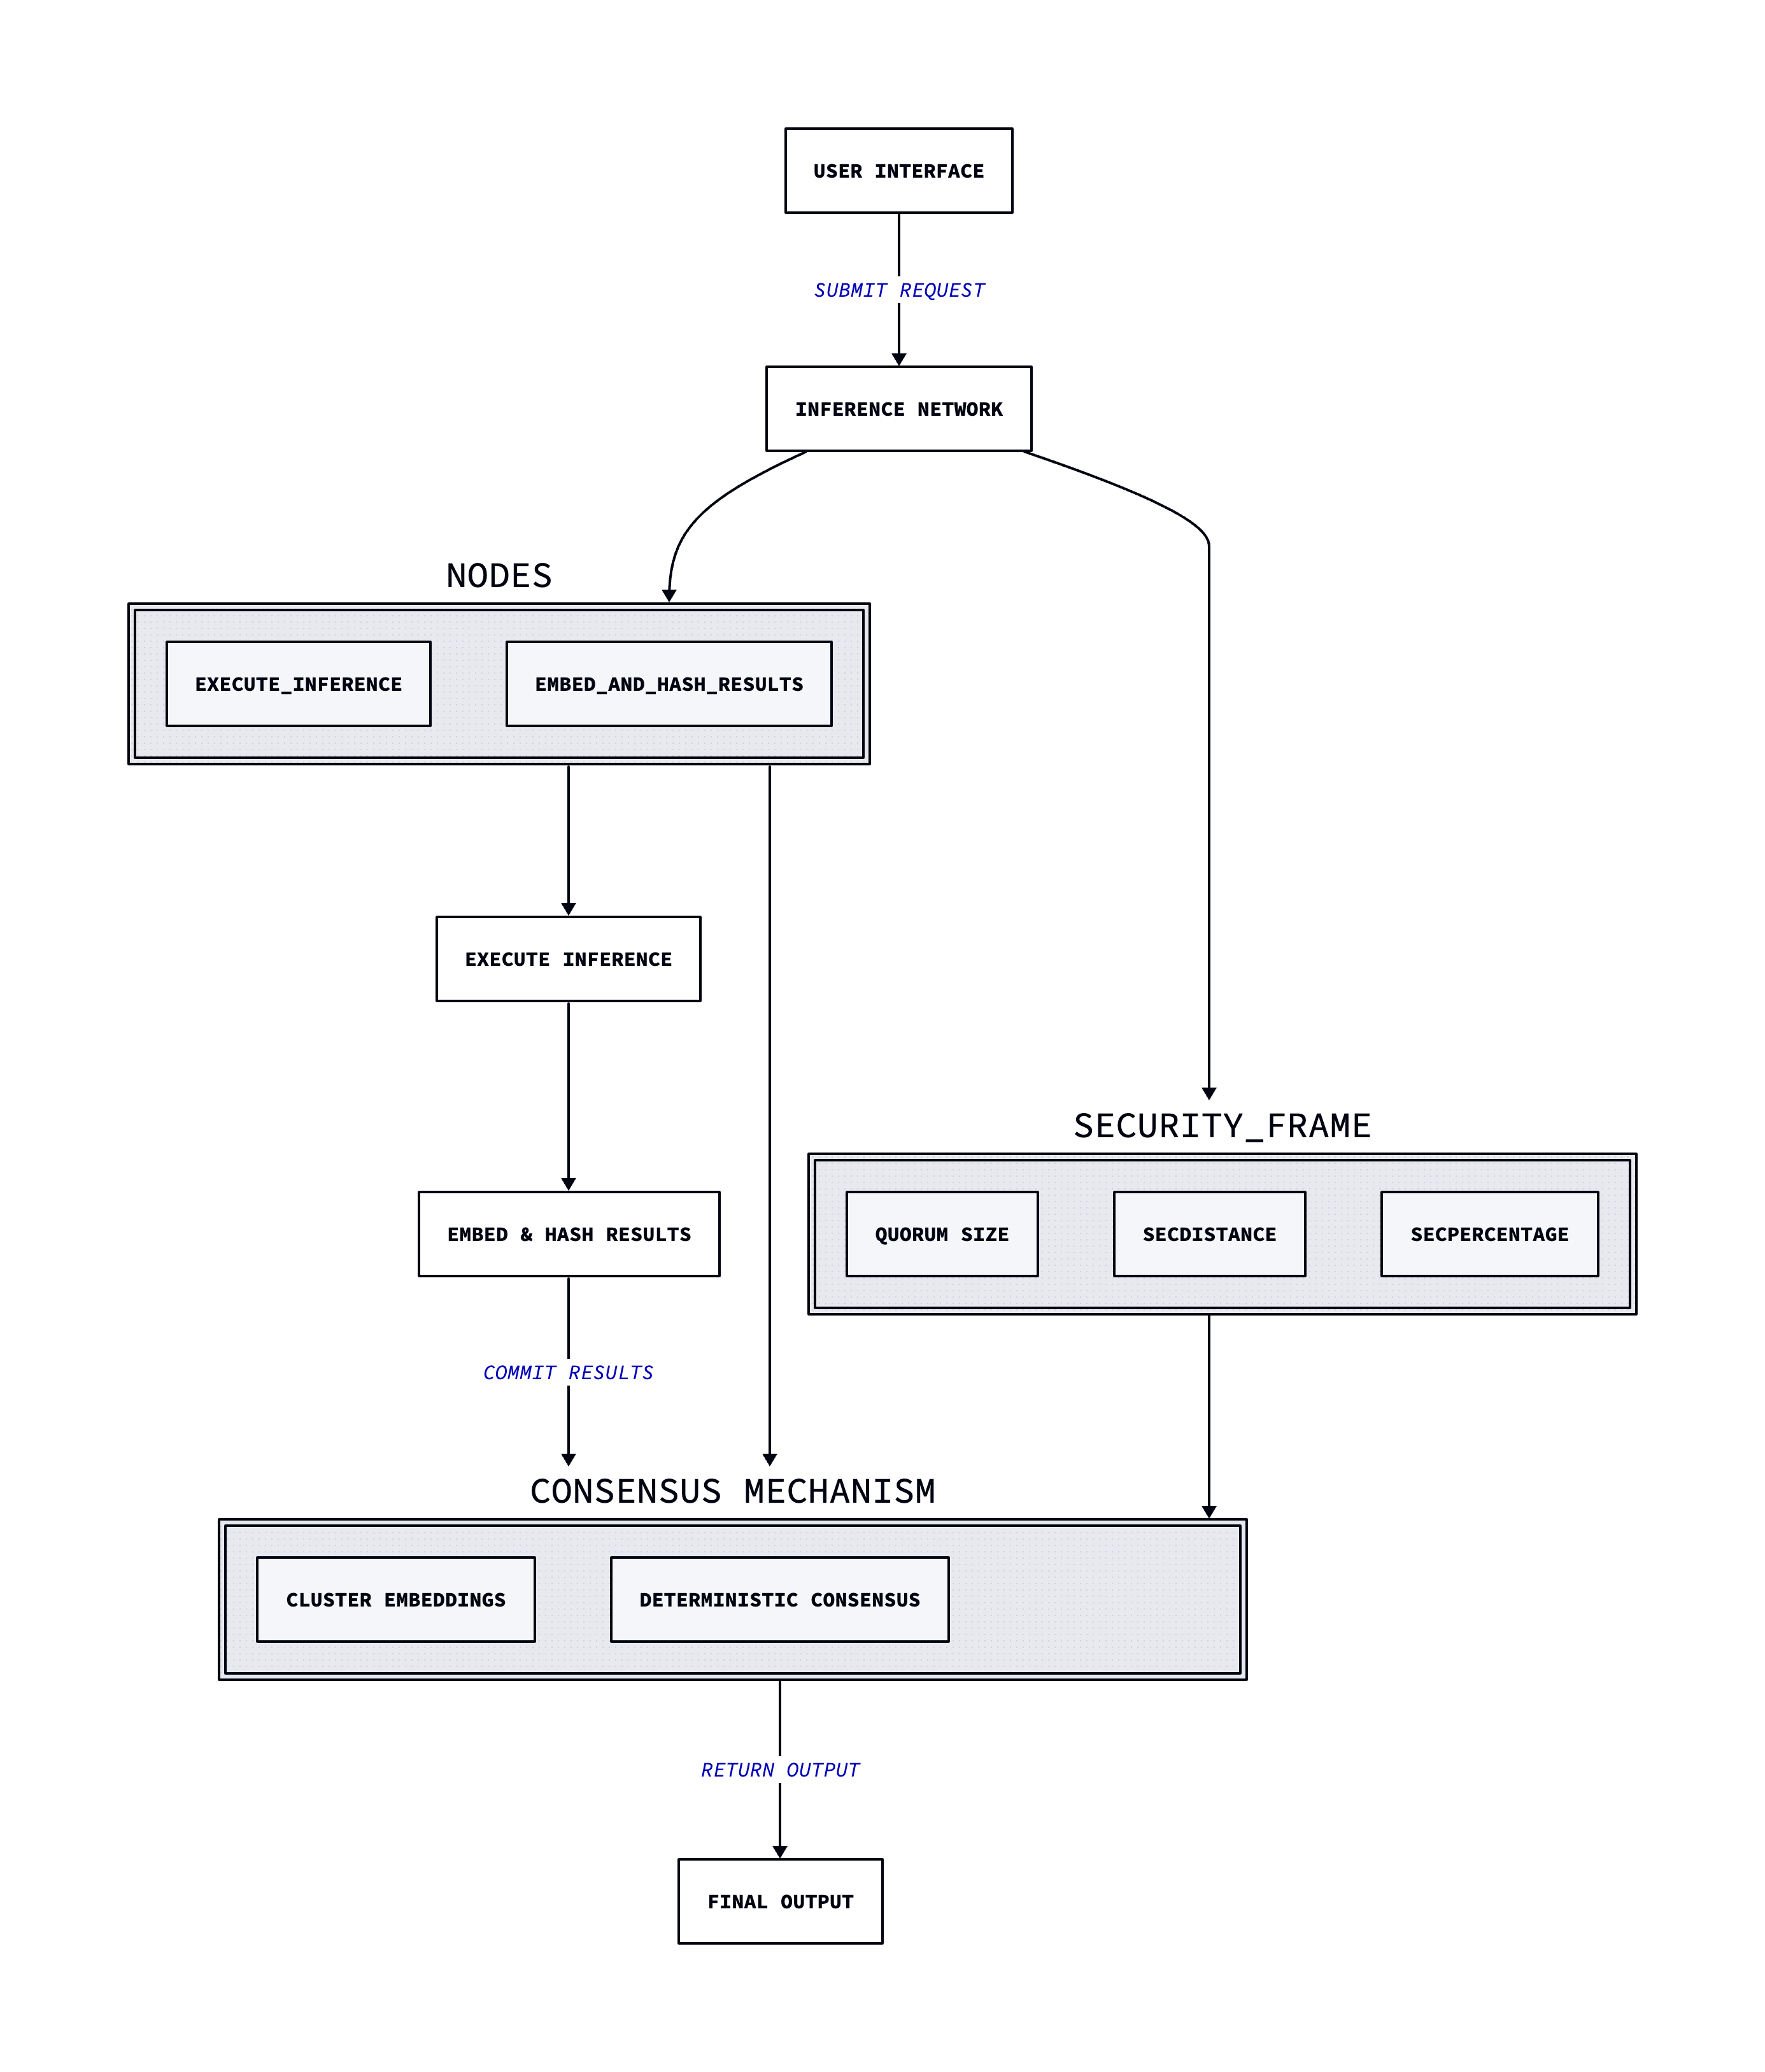 USER INTERFACE
SUBMIT REQUEST
INFERENCE NETWORK
NODES
EXECUTE_INFERENCE
EMBED_AND_HASH_RESULTS
EXECUTE INFERENCE
SECURITY_FRAME
EMBED & HASH RESULTS
QUORUM SIZE
SECDISTANCE
SECPERCENTAGE
COMMIT RESULTS
CONSENSUS MECHANISM
CLUSTER EMBEDDINGS
DETERMINISTIC CONSENSUS
RETURN OUTPUT
FINAL OUTPUT